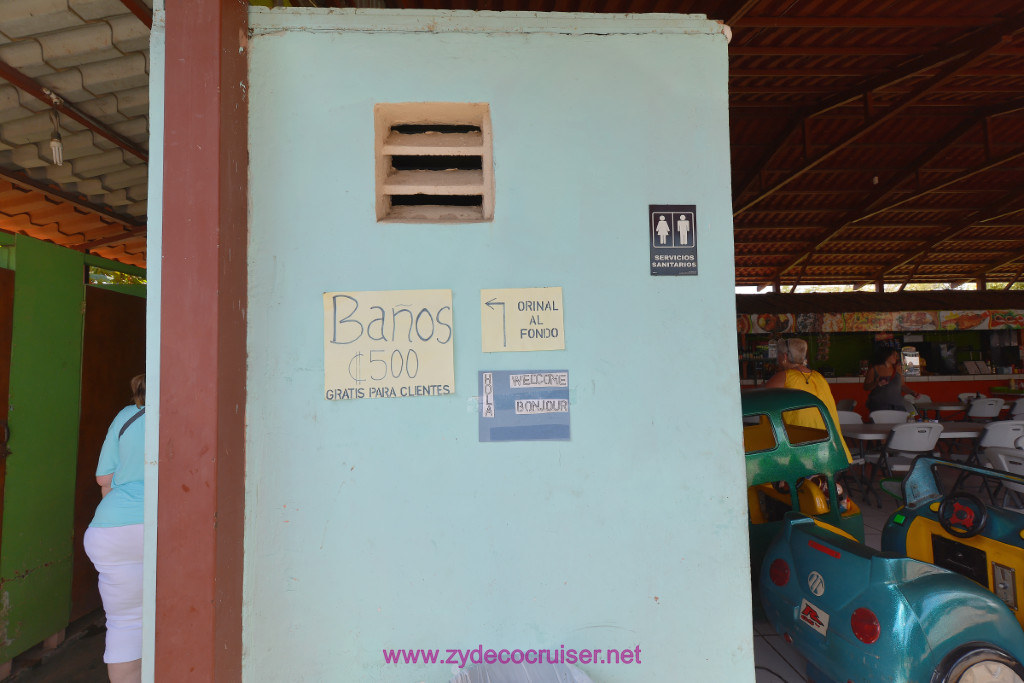 SERVICIOS
SANITARIOS
Baños
₡500
GRATIS PARA CLIENTES
ORINAL
AL
FONDO
HOLA
WELCOME
BONJOUR
www.zydecocruiser.net